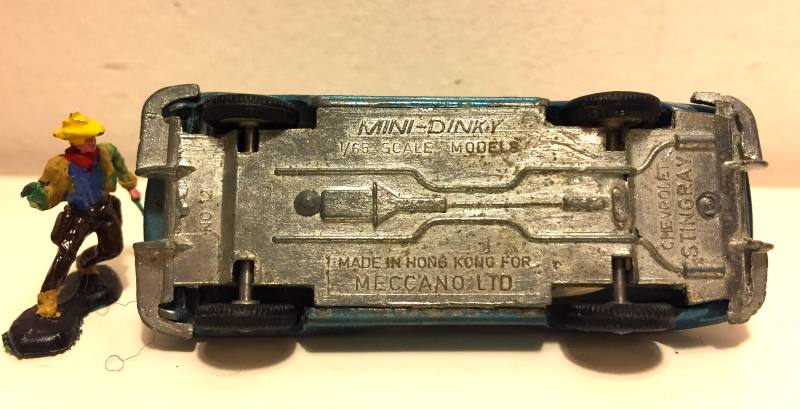 MINI-DINKY
1/65 SCALE MODELS
NO 12
MADE IN HONG KONG FOR
MECCANO LTD
CHEVROLET
STINGRAY